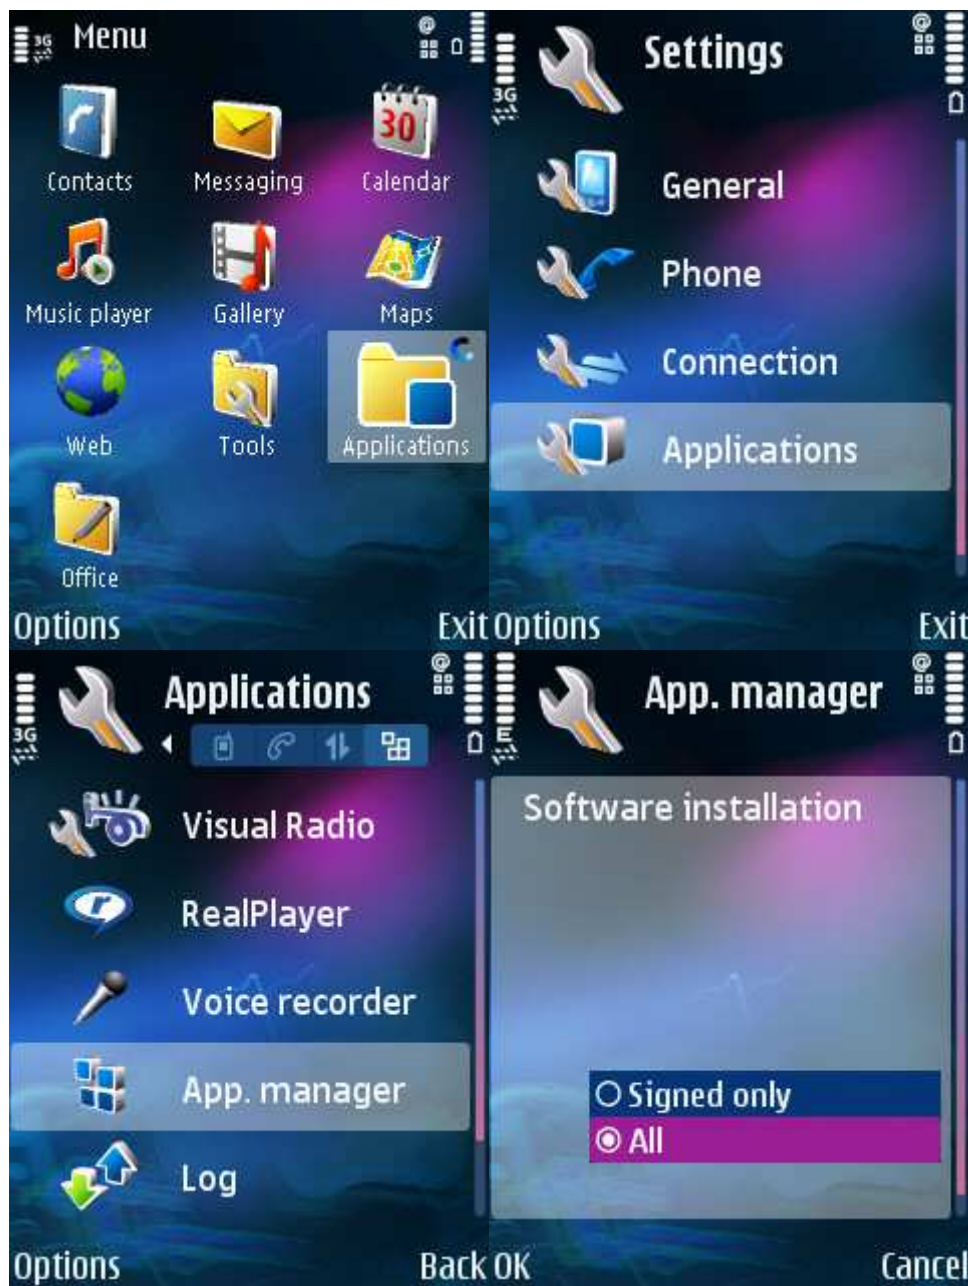 3G
Menu
@
30
Contacts
Messaging
Calendar
Music player
Gallery
Maps
Web
Tools
Applications
Office
Options
Exit
3G
Settings
@
General
Phone
Connection
Applications
Options
Exit
3G
Applications
@
Visual Radio
r
RealPlayer
Voice recorder
App. manager
Log
Options
Back
E
App. manager
@
Software installation
Signed only
All
OK
Cancel